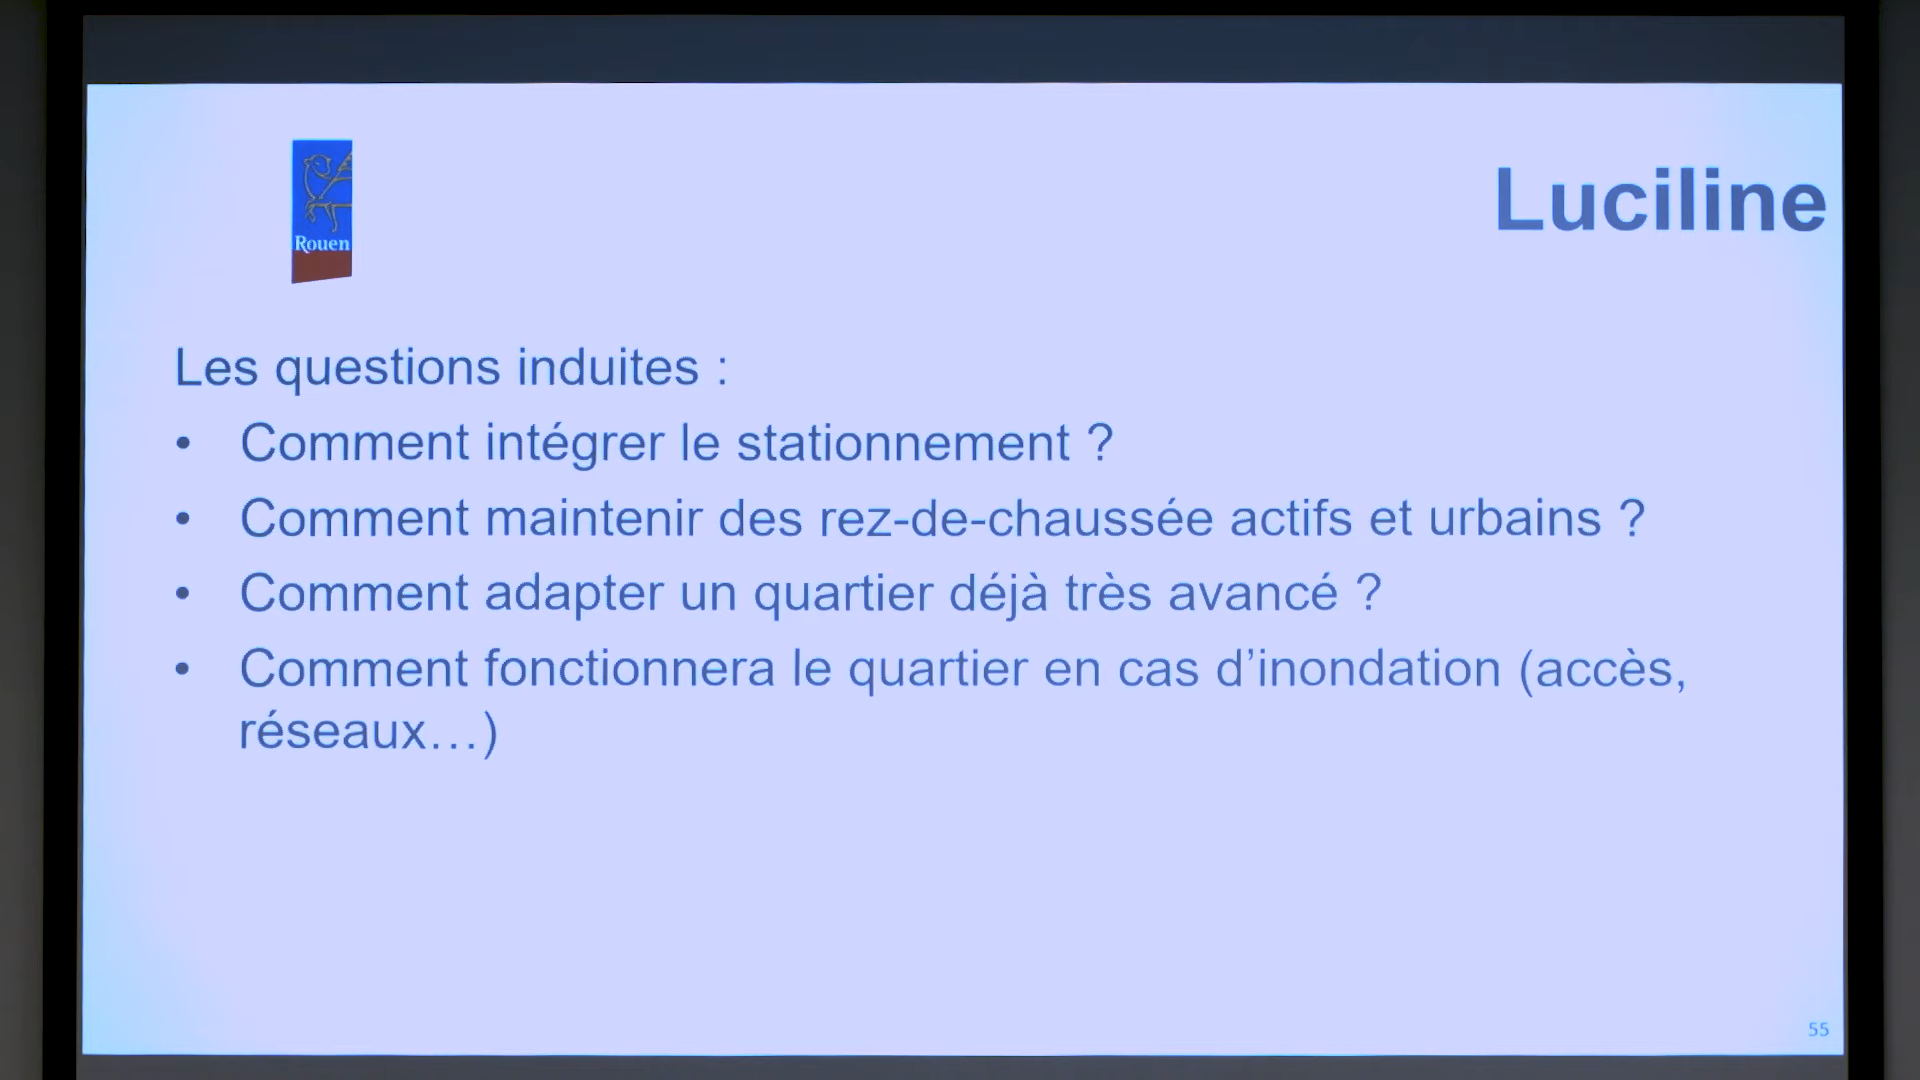 Rouen
Luciline
Les questions induites :
• Comment intégrer le stationnement ?
• Comment maintenir des rez-de-chaussée actifs et urbains ?
• Comment adapter un quartier déjà très avancé ?
• Comment fonctionnera le quartier en cas d’inondation (accès,
réseaux…)
55